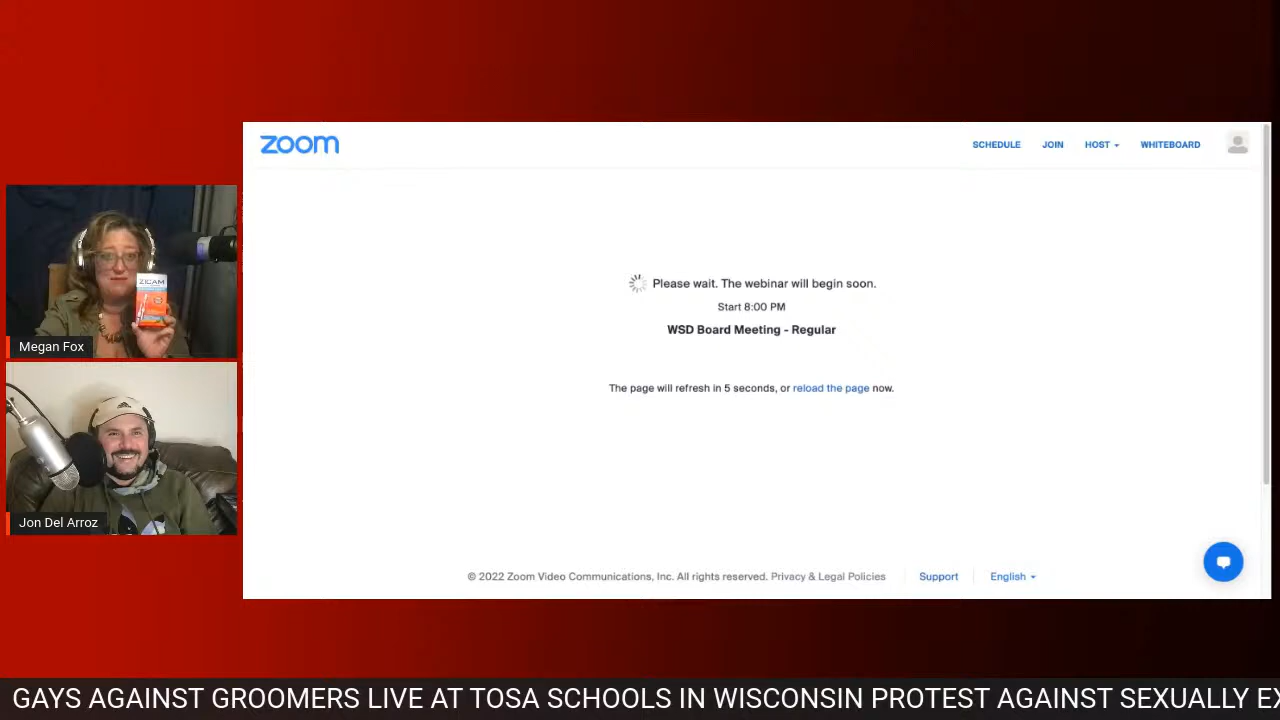 zoom
SCHEDULE JOIN HOST WHITEBOARD
Please wait. The webinar will begin soon.
Start 8:00 PM
WSD Board Meeting - Regular
The page will refresh in 5 seconds, or reload the page now.
© 2022 Zoom Video Communications, Inc. All rights reserved. Privacy & Legal Policies Support English
ZICAM
Megan Fox
Jon Del Arroz
GAYS AGAINST GROOMERS LIVE AT TOSA SCHOOLS IN WISCONSIN PROTEST AGAINST SEXUALLY EX